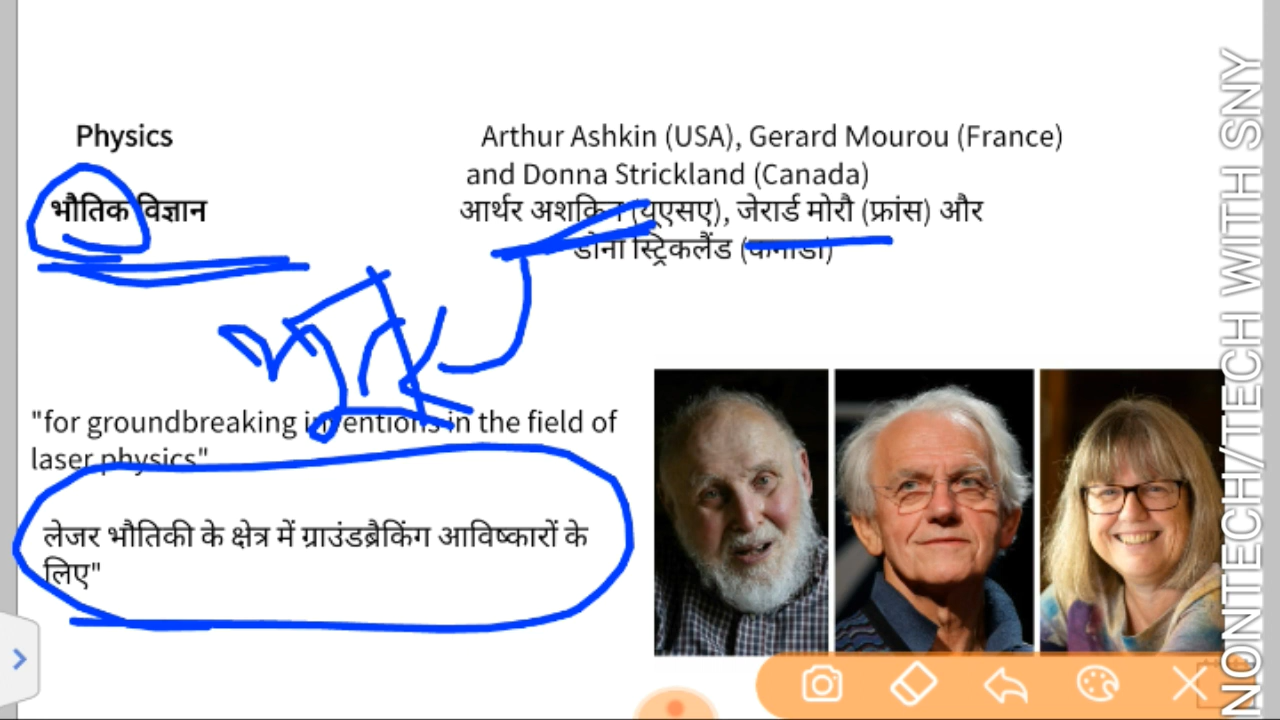 Physics
Arthur Ashkin (USA), Gerard Mourou (France)
and Donna Strickland (Canada)
भौतिक विज्ञान
आर्थर अशकिन (यूएसए), जेरार्ड मोरौ (फ्रांस) और
डोना स्ट्रिकलैंड (कनाडा)
"for groundbreaking inventions in the field of
laser physics"
लेजर भौतिकी के क्षेत्र में ग्राउंडब्रैकिंग आविष्कारों के
लिए"
NONTECH/TECH WITH SNY